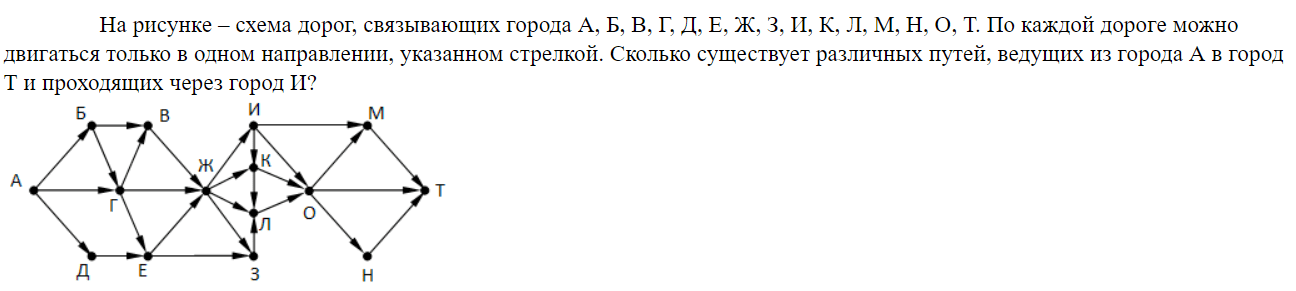 На рисунке – схема дорог, связывающих города А, Б, В, Г, Д, Е, Ж, З, И, К, Л, М, Н, О, Т. По каждой дороге можно
двигаться только в одном направлении, указанном стрелкой. Сколько существует различных путей, ведущих из города А в город
Т и проходящих через город И?
Б В И М
Ж К
А Т
Г Л О
Д Е З Н